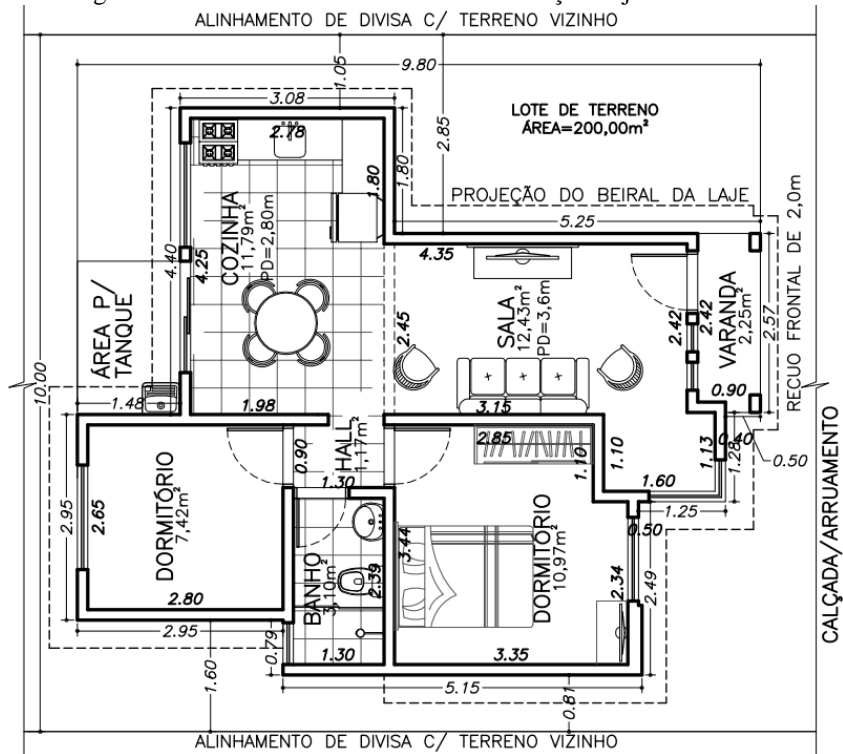 ALINHAMENTO DE DIVISA C/ TERRENO VIZINHO
9.80
1.05
3.08
LOTE DE TERRENO
ÁREA=200,00m²
2.78
2.85
1.80
1.80
PROJEÇÃO DO BEIRAL DA LAJE
5.25
RECUO FRONTAL DE 2,0m
COZINHA
11,79m²
PD=2,80m
4.40
4.25
4.35
SALA
12,43m²
PD=3,6m
2.45
2.42
2.42
VARANDA
2,25m²
2.57
ÁREA P/
TANQUE
10.00
1.48
1.98
3.15
0.90
0.40
0.50
HALL
1,17m²
0.90
1.30
2.85
1.10
1.10
1.13
1.28
1.60
1.25
0.50
DORMITÓRIO
7,42m²
2.95
2.65
2.80
2.95
BANHO
3,10m²
2.39
1.30
0.79
3.44
DORMITÓRIO
10,97m²
2.34
2.49
3.35
5.15
1.60
0.81
CALÇADA/ARRUAMENTO
ALINHAMENTO DE DIVISA C/ TERRENO VIZINHO